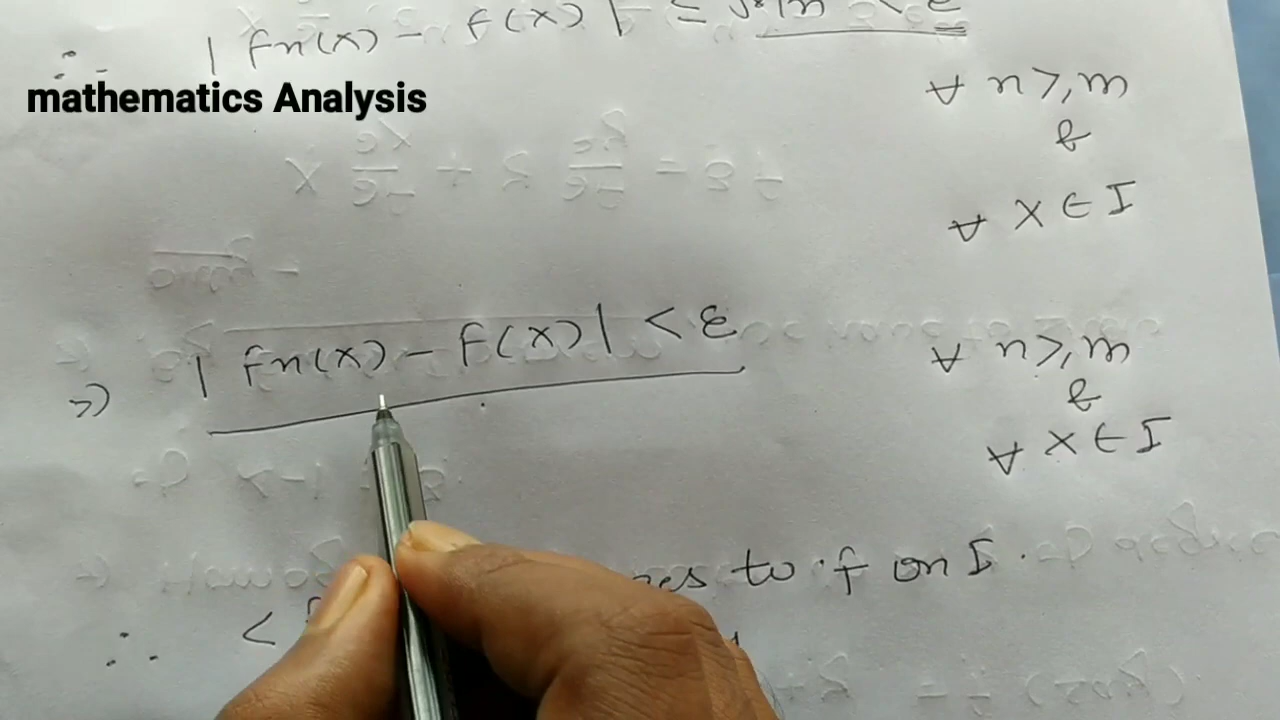 ∴ | fn(x) - f(x) | ≤ < ε
∀ n ≥, m
mathematics Analysis
&
∀ x ∈ I
⇒ | fn(x) - f(x) | < ε ∀ n ≥, m
&
∀ x ∈ I
∴ < to f on I.